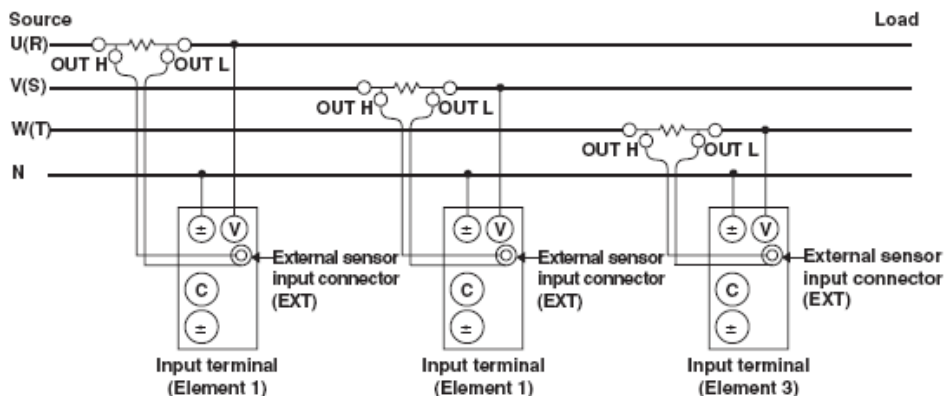 Source
Load
U(R)
OUT H
OUT L
V(S)
OUT H
OUT L
W(T)
OUT H
OUT L
N
± V
External sensor
input connector
(EXT)
C
±
Input terminal
(Element 1)
± V
External sensor
input connector
(EXT)
C
±
Input terminal
(Element 1)
± V
External sensor
input connector
(EXT)
C
±
Input terminal
(Element 3)